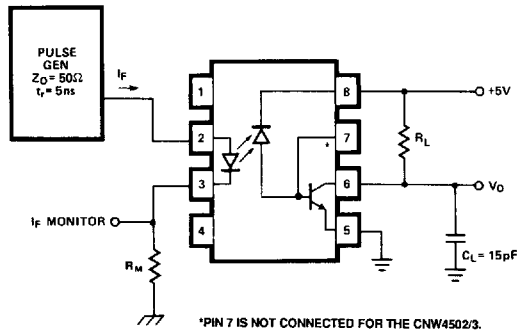 PULSE
GEN
Z₀ = 50Ω
tᵣ = 5ns
I_F
1
2
3
4
8
7
*
6
5
+5V
R_L
V_O
C_L = 15pF
I_F MONITOR
R_M
*PIN 7 IS NOT CONNECTED FOR THE CNW4502/3.